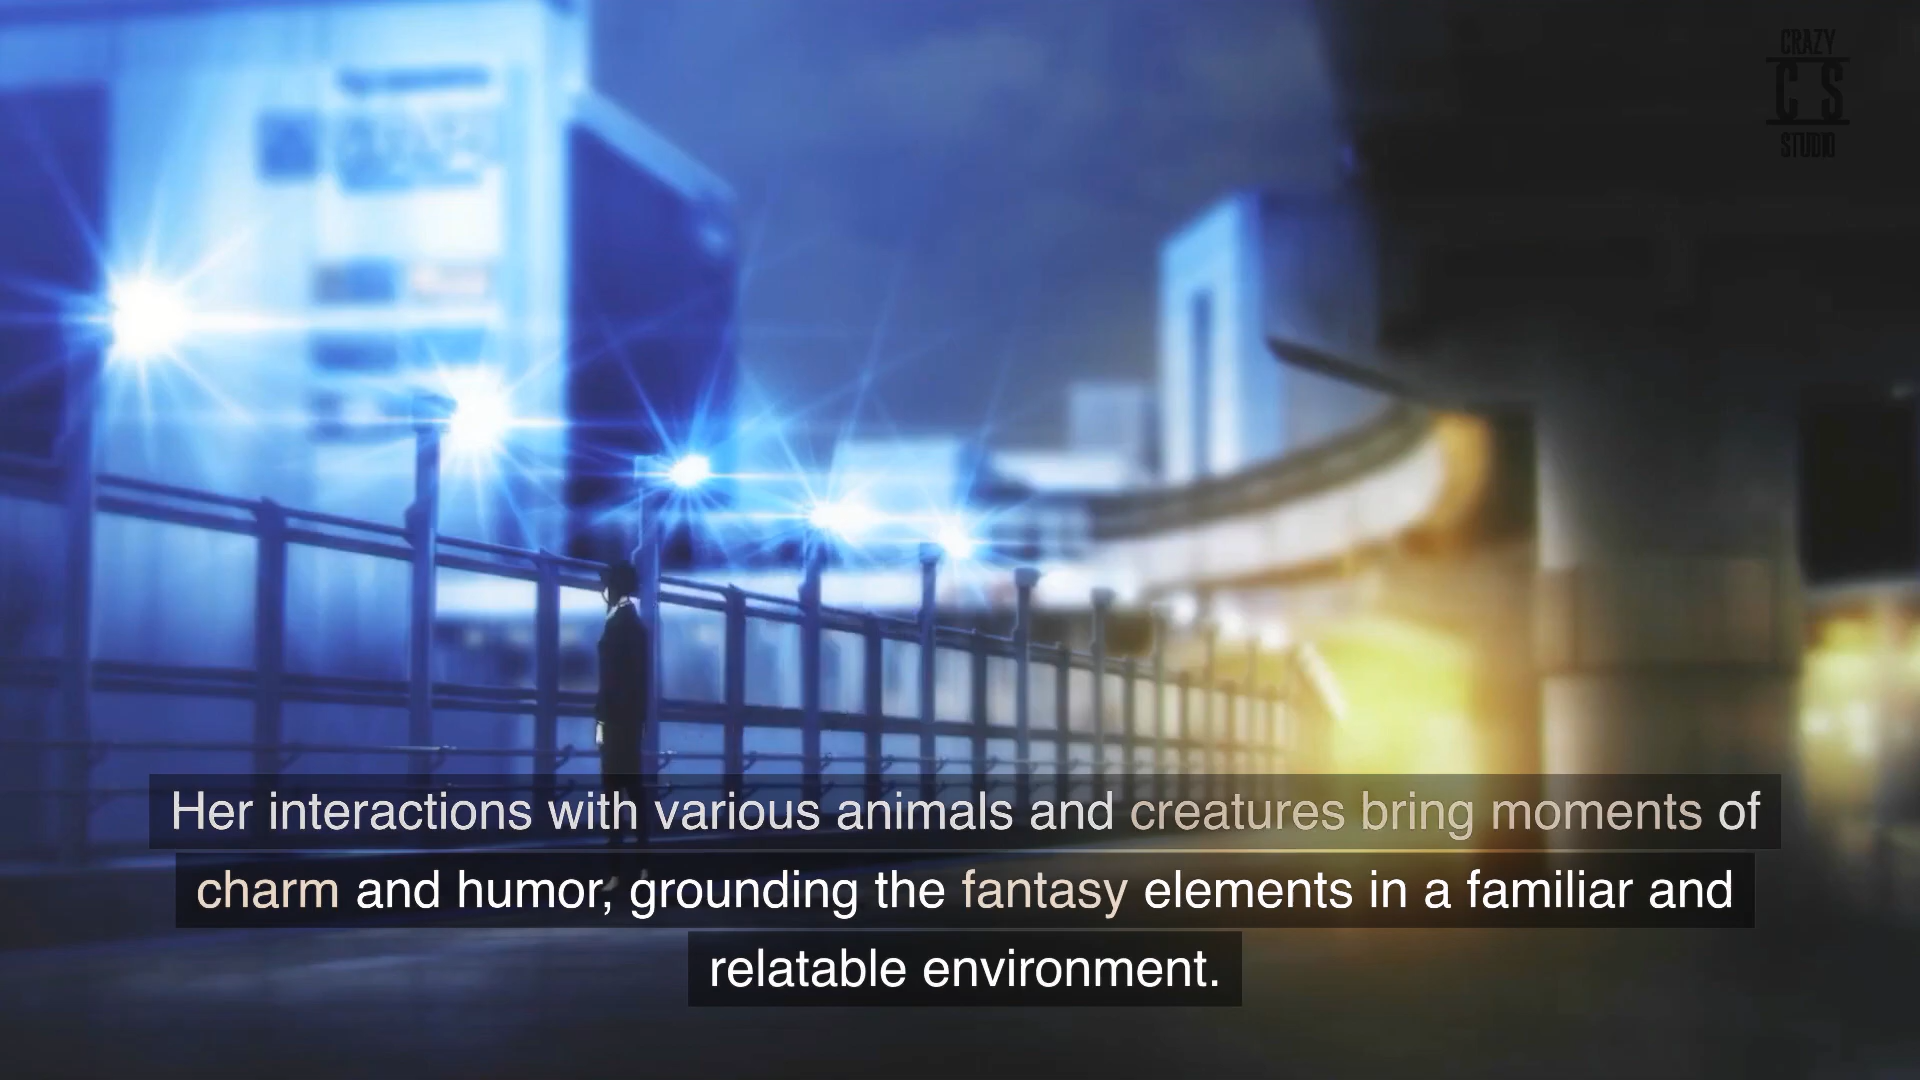 CRAZY
C S
STUDIO
Her interactions with various animals and creatures bring moments of
charm and humor, grounding the fantasy elements in a familiar and
relatable environment.